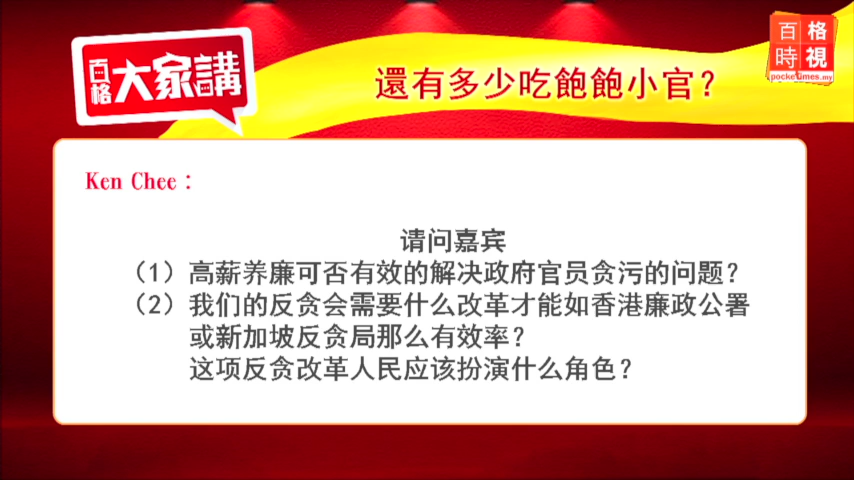 百格
大家講
還有多少吃飽飽小官？
百格
時視
pocketimes.my
Ken Chee：
请问嘉宾
（1）高薪养廉可否有效的解决政府官员贪污的问题？
（2）我们的反贪会需要什么改革才能如香港廉政公署
或新加坡反贪局那么有效率？
这项反贪改革人民应该扮演什么角色？